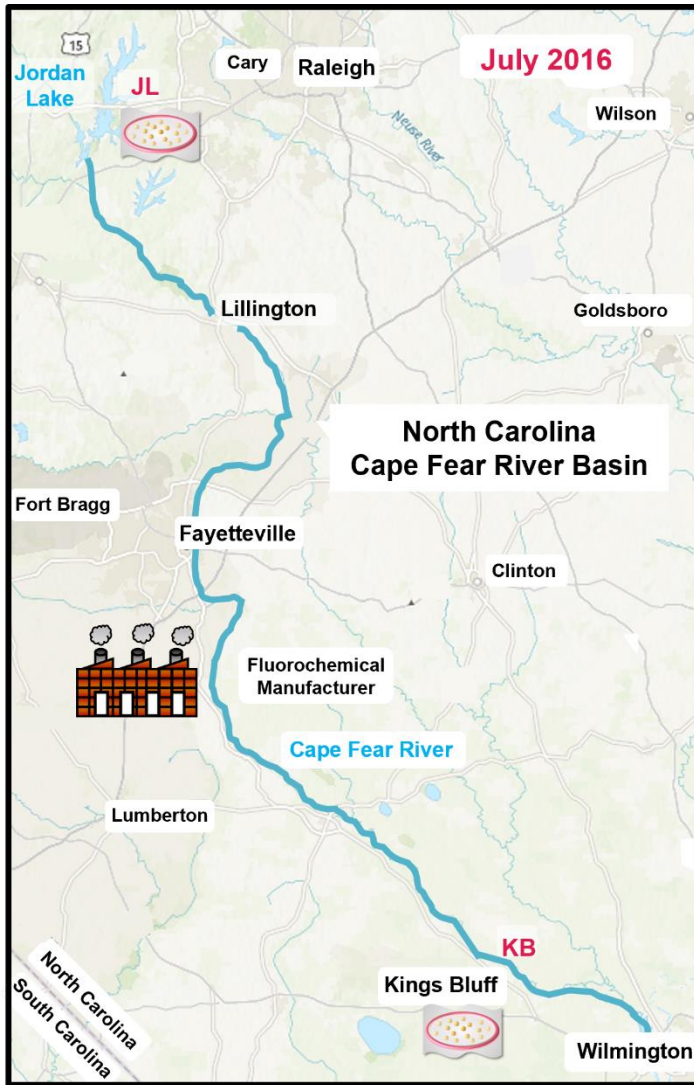 15
Jordan
Lake
JL
Cary
Raleigh
July 2016
Wilson
Neuse River
Lillington
Goldsboro
North Carolina
Cape Fear River Basin
Fort Bragg
Fayetteville
Clinton
Fluorochemical
Manufacturer
Cape Fear River
Lumberton
KB
Kings Bluff
North Carolina
South Carolina
Wilmington